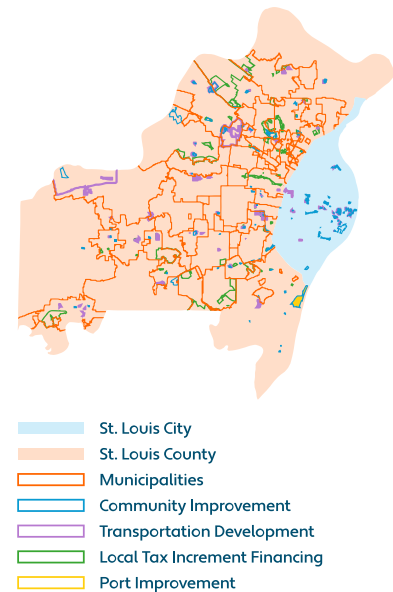 St. Louis City
St. Louis County
Municipalities
Community Improvement
Transportation Development
Local Tax Increment Financing
Port Improvement